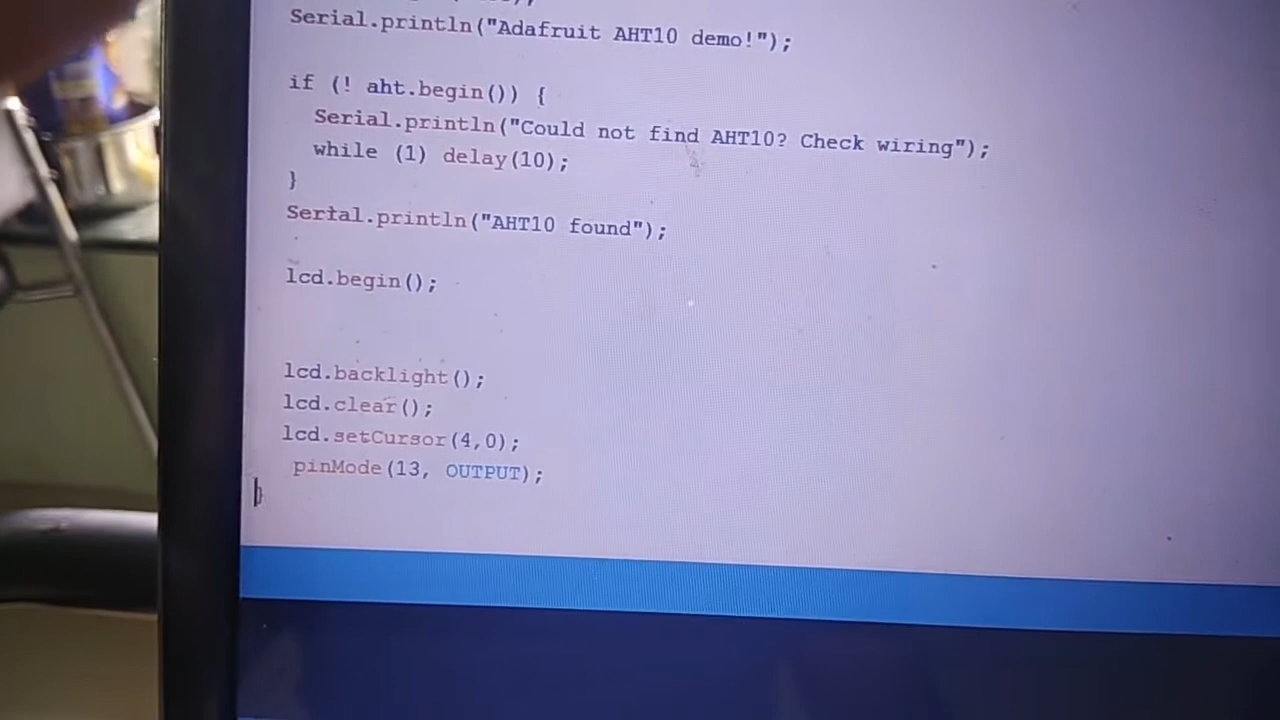 Serial.println("Adafruit AHT10 demo!");
if (! aht.begin()) {
Serial.println("Could not find AHT10? Check wiring");
while (1) delay(10);
}
Serial.println("AHT10 found");
lcd.begin();
lcd.backlight();
lcd.clear();
lcd.setCursor(4,0);
pinMode(13, OUTPUT);
}